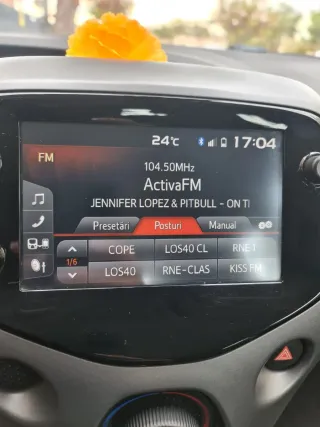 24°C 17:04
FM
104.50MHz
ActivaFM
JENNIFER LOPEZ & PITBULL - ON T
Presetări Posturi Manual
COPE LOS40 CL RNE 1
1/6
LOS40 RNE-CLAS KISS FM